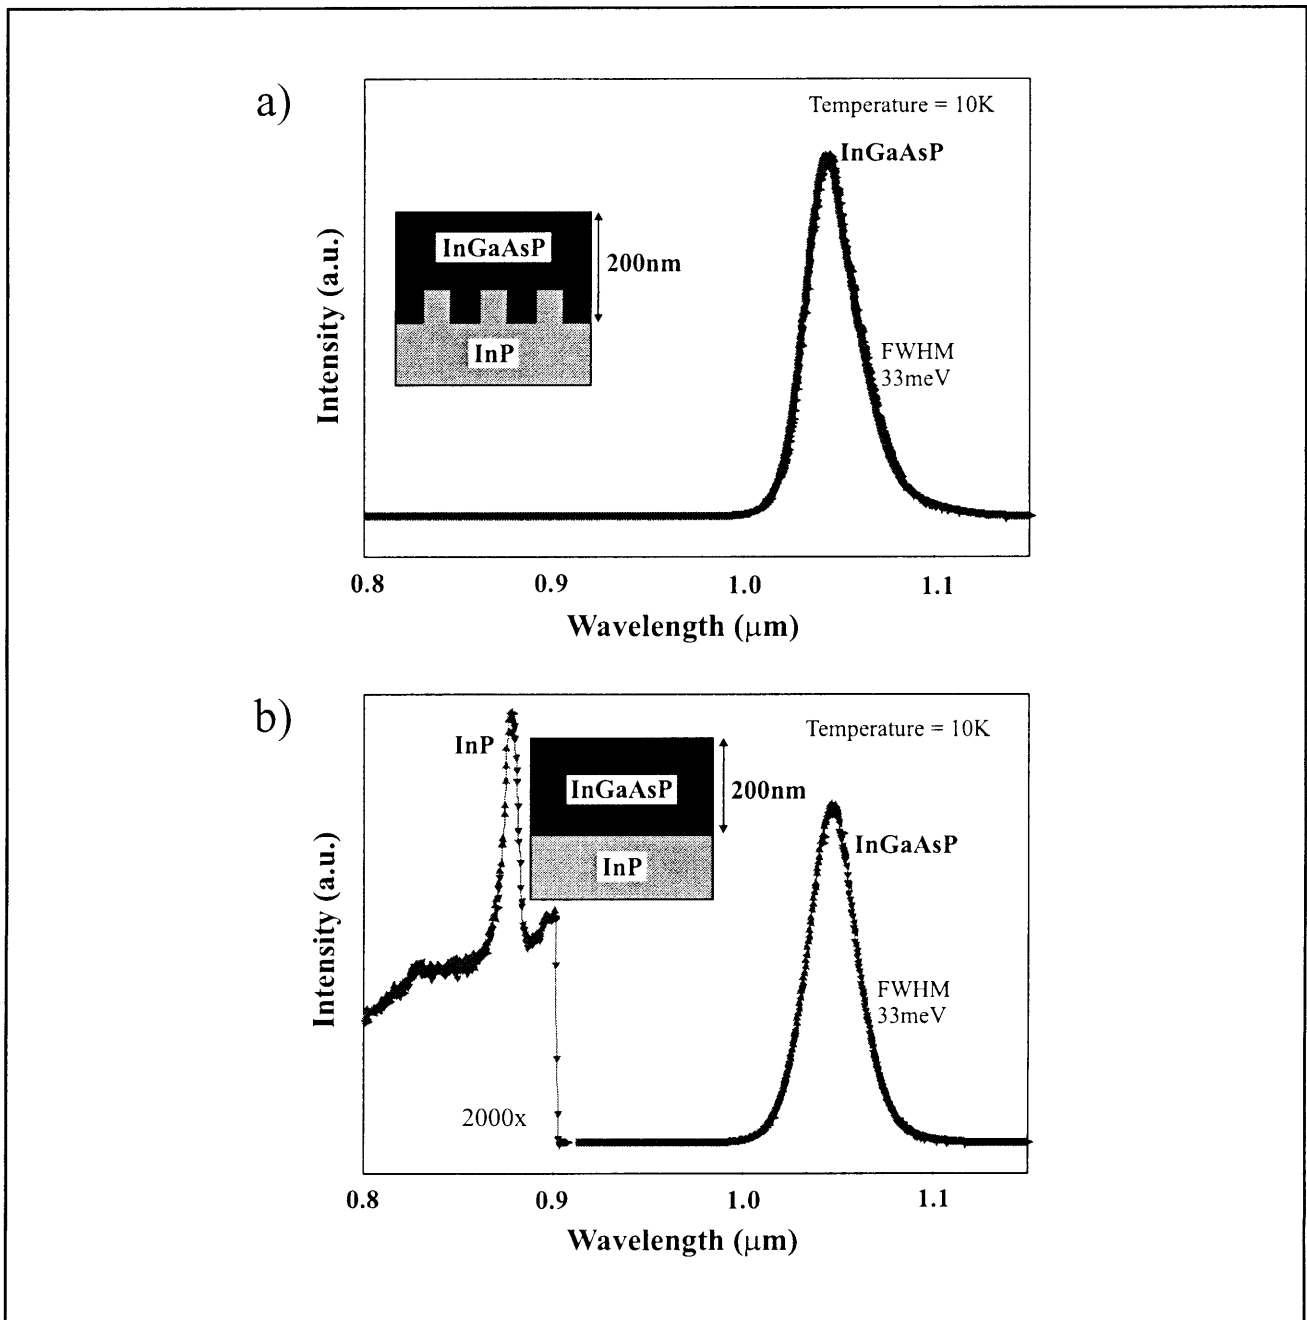 a)
Temperature = 10K
InGaAsP
InGaAsP
200nm
InP
FWHM
33meV
Intensity (a.u.)
0.8 0.9 1.0 1.1
Wavelength (μm)
b)
Temperature = 10K
InP
InGaAsP
200nm
InGaAsP
InP
FWHM
33meV
2000x
Intensity (a.u.)
0.8 0.9 1.0 1.1
Wavelength (μm)